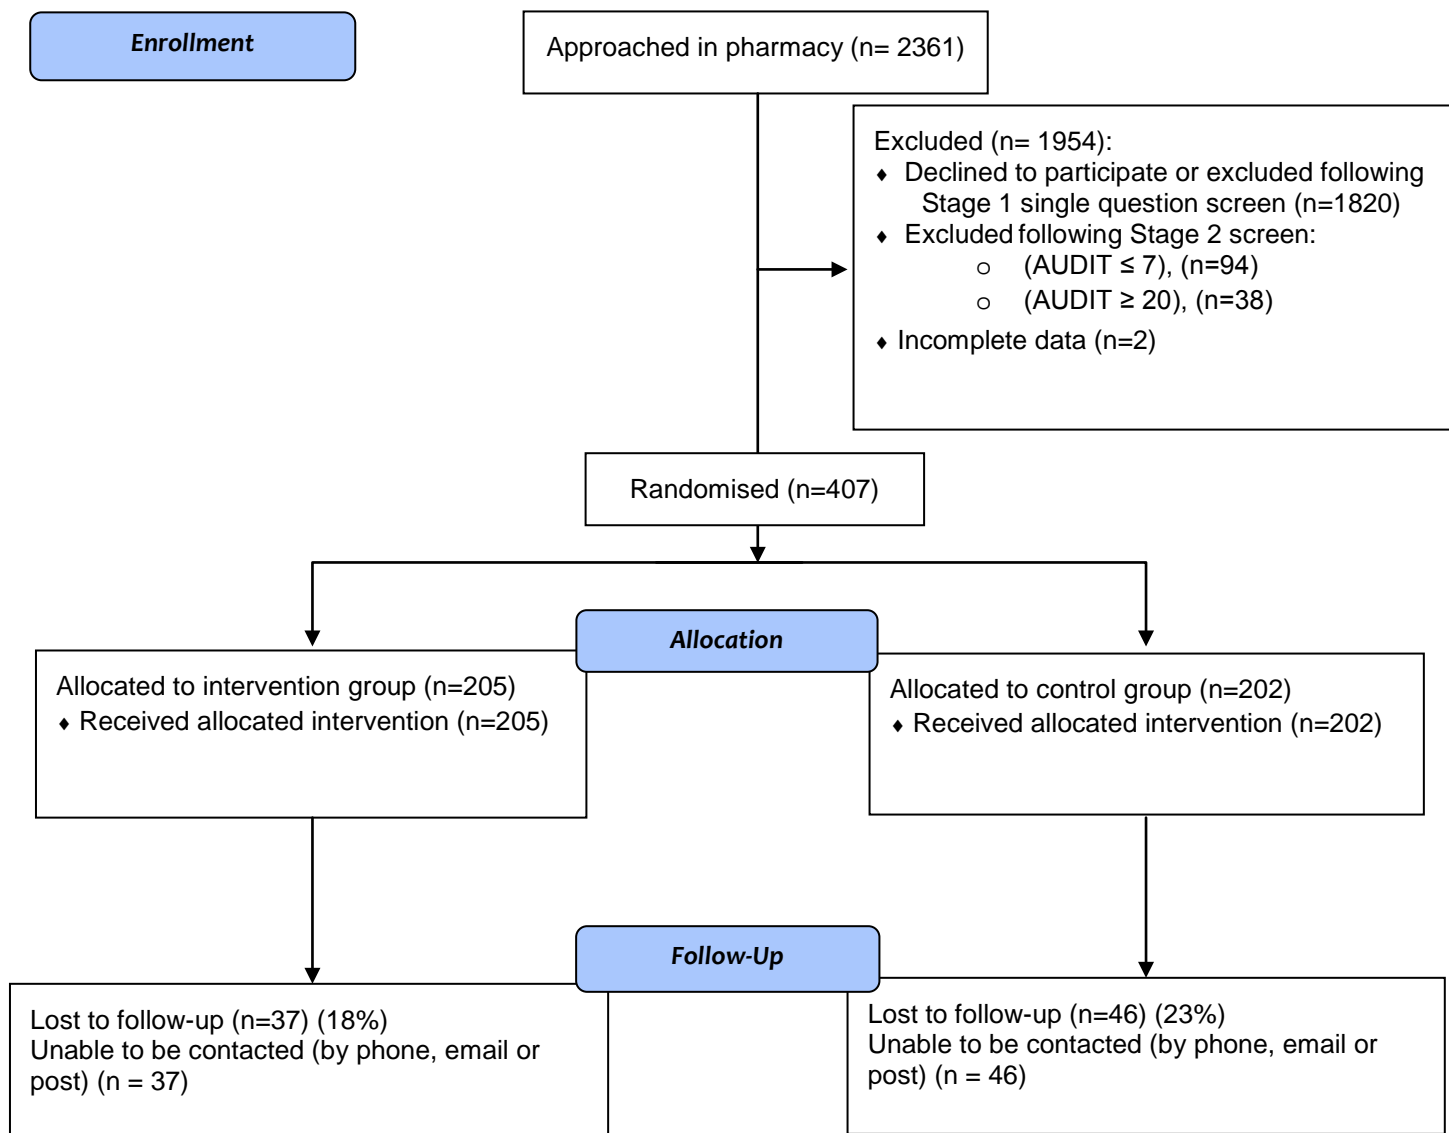 Enrollment
Approached in pharmacy (n= 2361)
Excluded (n= 1954):
♦ Declined to participate or excluded following
Stage 1 single question screen (n=1820)
♦ Excluded following Stage 2 screen:
o (AUDIT ≤ 7), (n=94)
o (AUDIT ≥ 20), (n=38)
♦ Incomplete data (n=2)
Randomised (n=407)
Allocation
Allocated to intervention group (n=205)
♦ Received allocated intervention (n=205)
Allocated to control group (n=202)
♦ Received allocated intervention (n=202)
Follow-Up
Lost to follow-up (n=37) (18%)
Unable to be contacted (by phone, email or
post) (n = 37)
Lost to follow-up (n=46) (23%)
Unable to be contacted (by phone, email or
post) (n = 46)